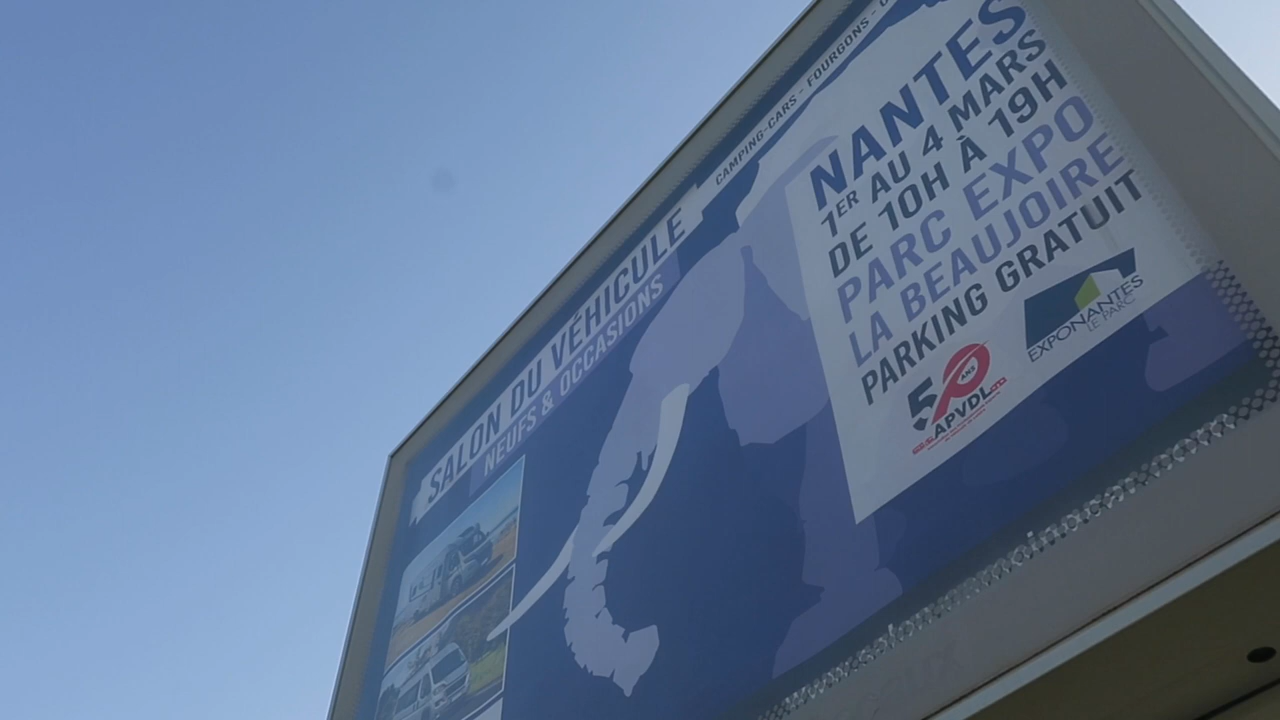 CAMPING-CARS - FOURGONS -
SALON DU VÉHICULE
NEUFS & OCCASIONS
NANTES
1ER AU 4 MARS
DE 10H À 19H
PARC EXPO
LA BEAUJOIRE
PARKING GRATUIT
EXPONANTES
LE PARC
50 ANS
APVDL